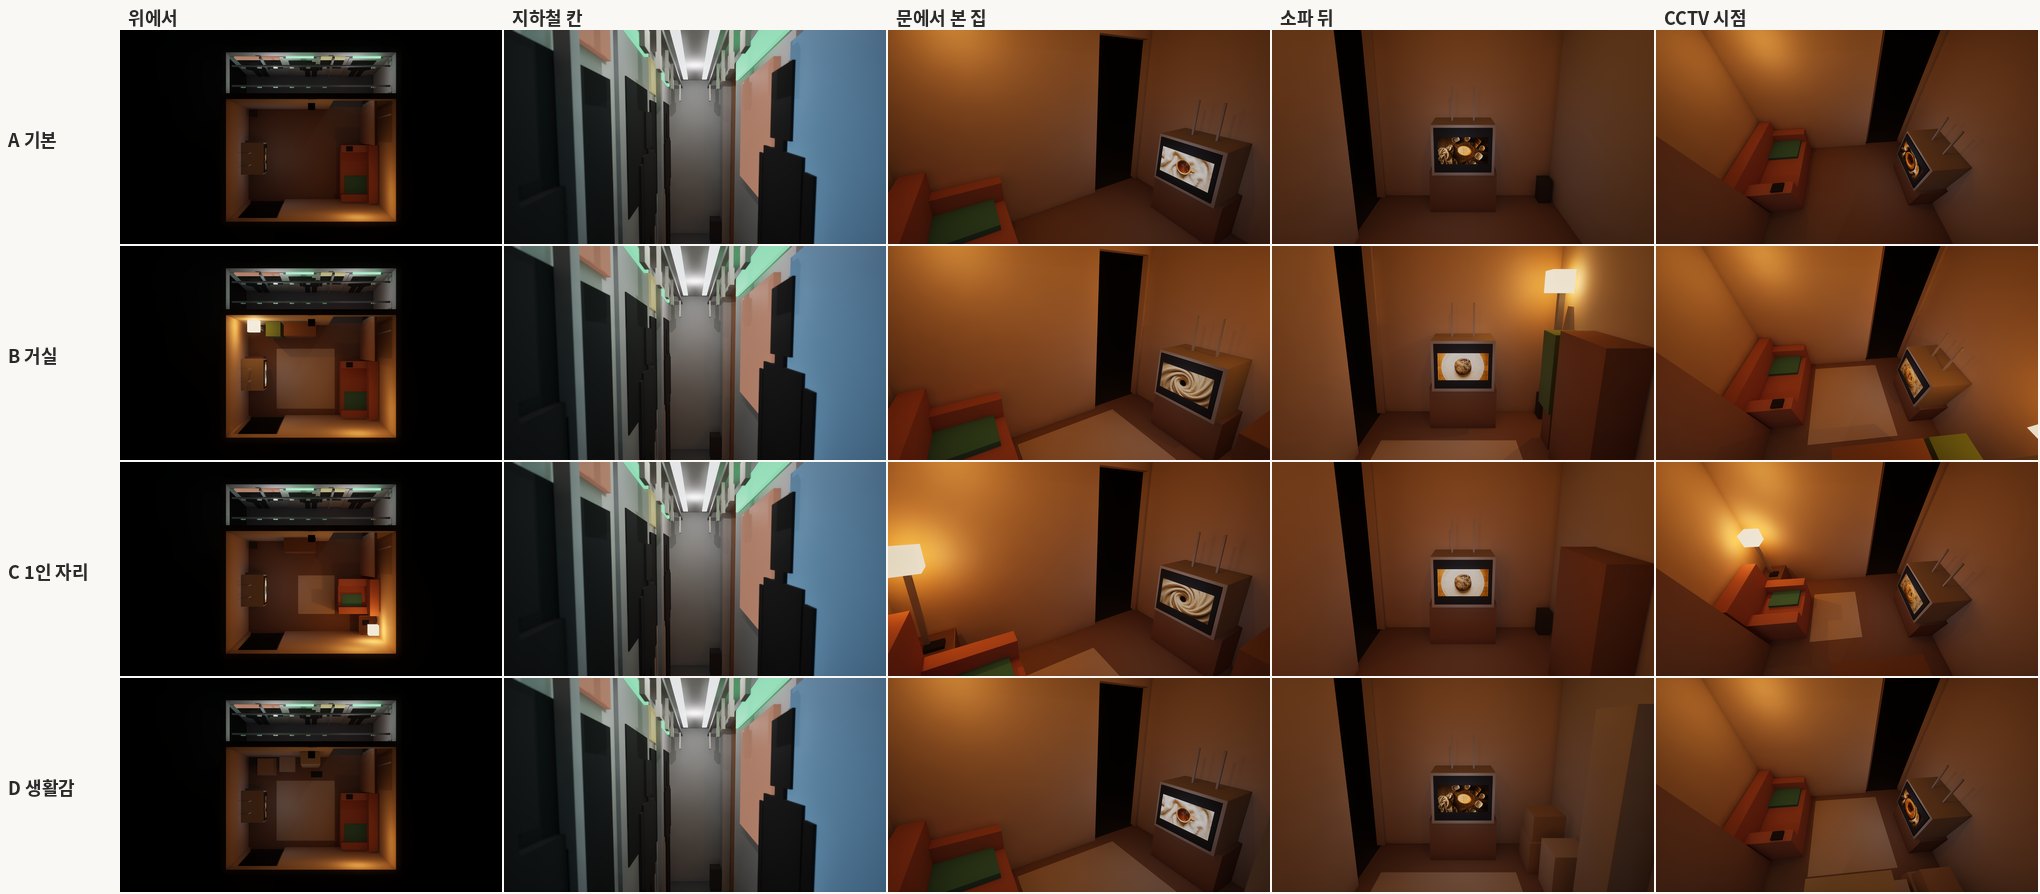 위에서
지하철 칸
문에서 본 집
소파 뒤
CCTV 시점
A 기본
B 거실
C 1인 자리
D 생활감